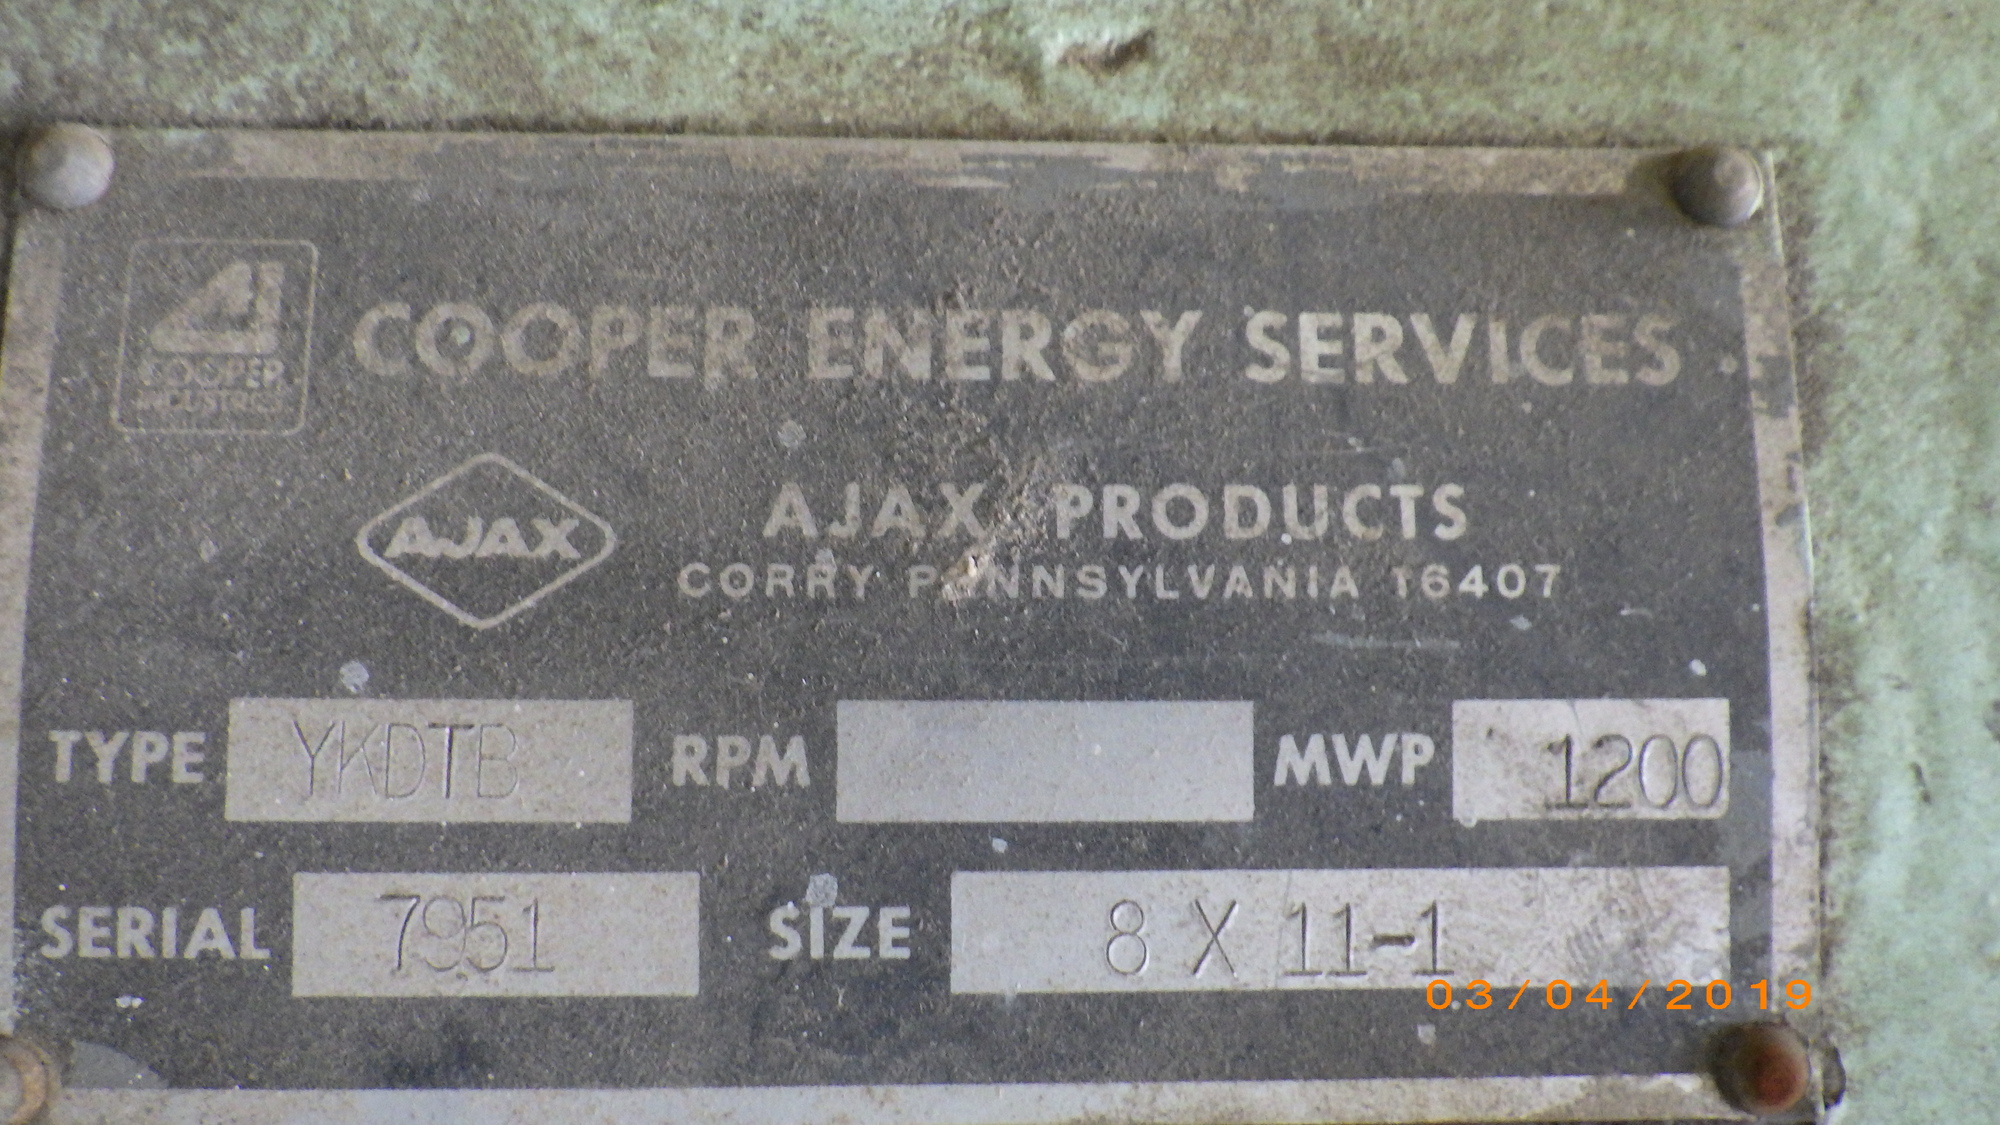 COOPER INDUSTRIES
COOPER ENERGY SERVICES
AJAX
AJAX PRODUCTS
CORRY PENNSYLVANIA 16407
TYPE YKDTB RPM MWP 1200
SERIAL 7951 SIZE 8 X 11-1
03/04/2019